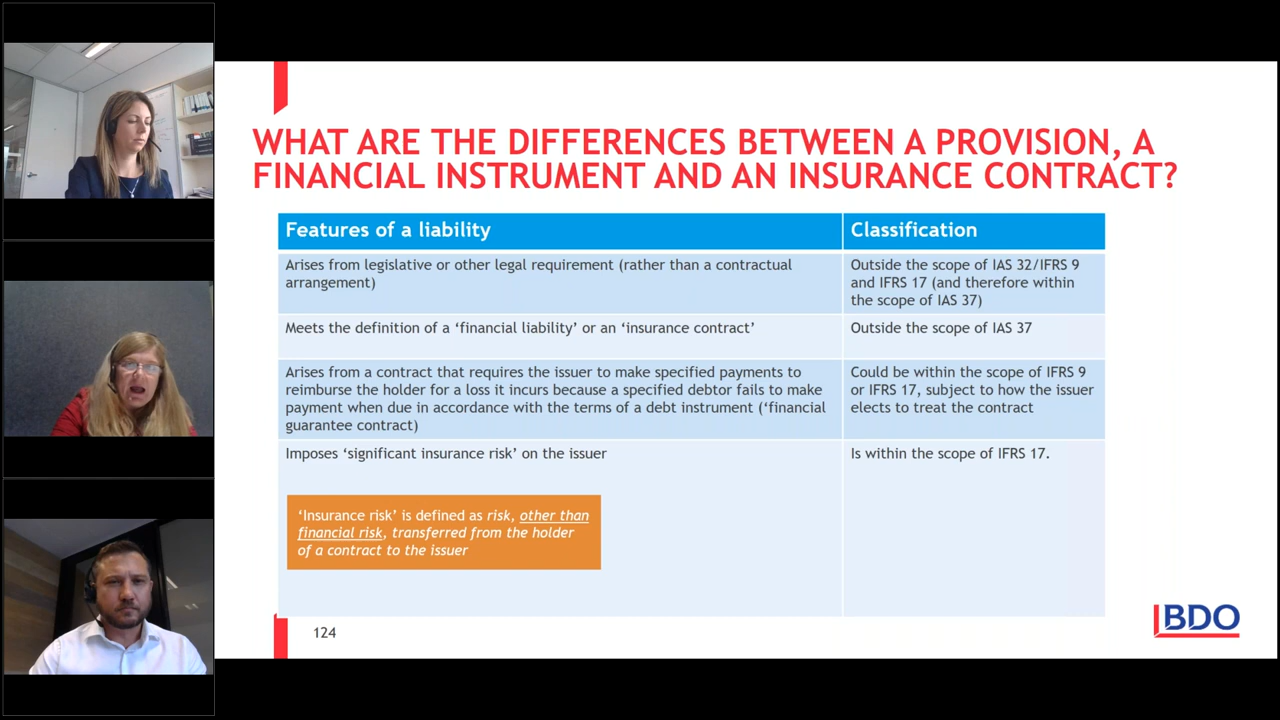 WHAT ARE THE DIFFERENCES BETWEEN A PROVISION, A
FINANCIAL INSTRUMENT AND AN INSURANCE CONTRACT?
Features of a liability
Classification
Arises from legislative or other legal requirement (rather than a contractual
arrangement)
Outside the scope of IAS 32/IFRS 9
and IFRS 17 (and therefore within
the scope of IAS 37)
Meets the definition of a ‘financial liability’ or an ‘insurance contract’
Outside the scope of IAS 37
Arises from a contract that requires the issuer to make specified payments to
reimburse the holder for a loss it incurs because a specified debtor fails to make
payment when due in accordance with the terms of a debt instrument (‘financial
guarantee contract)
Could be within the scope of IFRS 9
or IFRS 17, subject to how the issuer
elects to treat the contract
Imposes ‘significant insurance risk’ on the issuer
Is within the scope of IFRS 17.
‘Insurance risk’ is defined as risk, other than
financial risk, transferred from the holder
of a contract to the issuer
124
BDO